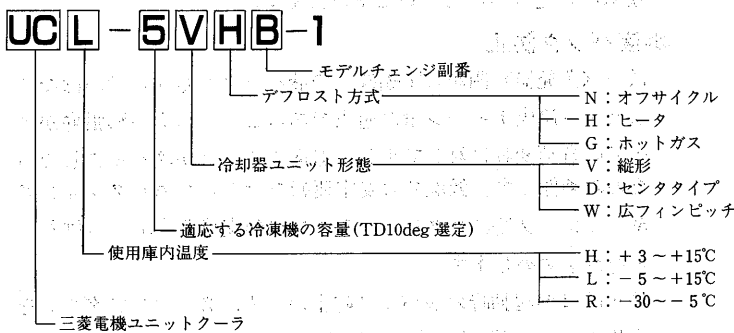 UCL-5VHB-1
モデルチェンジ副番
デフロスト方式
N:オフサイクル
H:ヒータ
G:ホットガス
冷却器ユニット形態
V:縦形
D:センタタイプ
W:広フィンピッチ
適応する冷凍機の容量(TD10deg 選定)
使用庫内温度
H:+3~+15℃
L:-5~+15℃
R:-30~-5℃
三菱電機ユニットクーラ